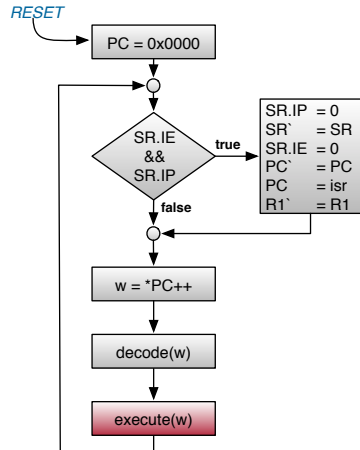 RESET
PC = 0x0000
SR.IE
&&
SR.IP
true
false
SR.IP = 0
SR` = SR
SR.IE = 0
PC` = PC
PC = isr
R1` = R1
w = *PC++
decode(w)
execute(w)